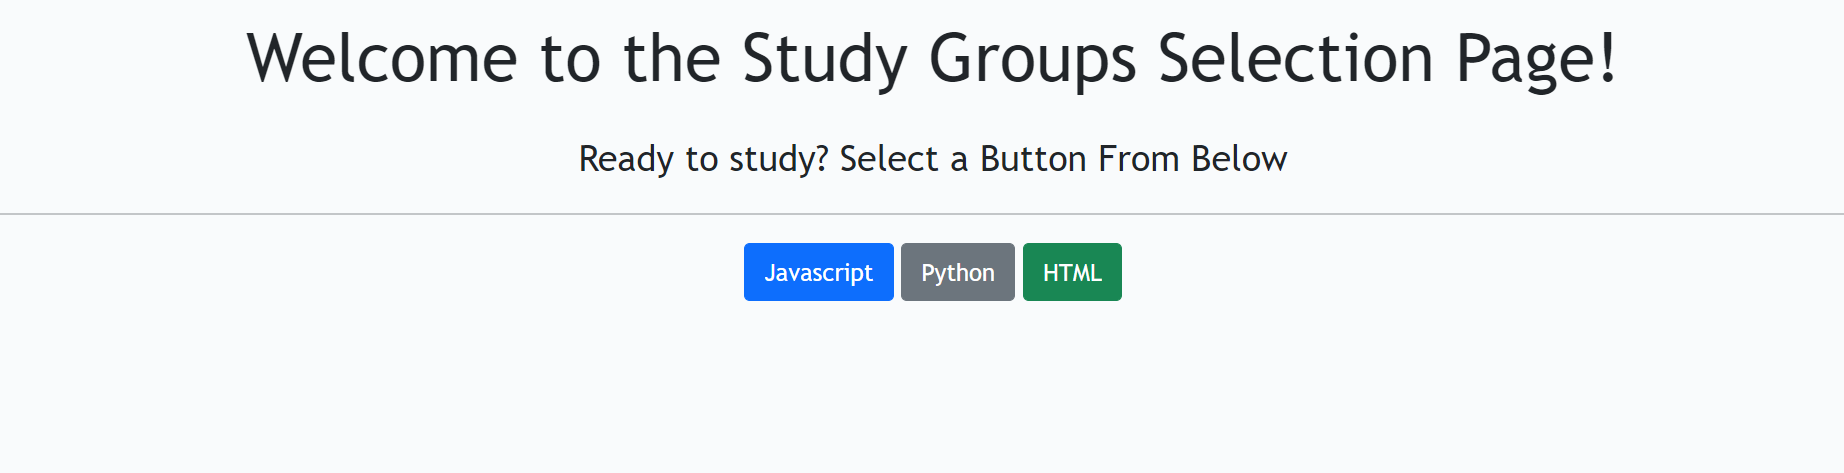 Welcome to the Study Groups Selection Page!
Ready to study? Select a Button From Below
Javascript Python HTML